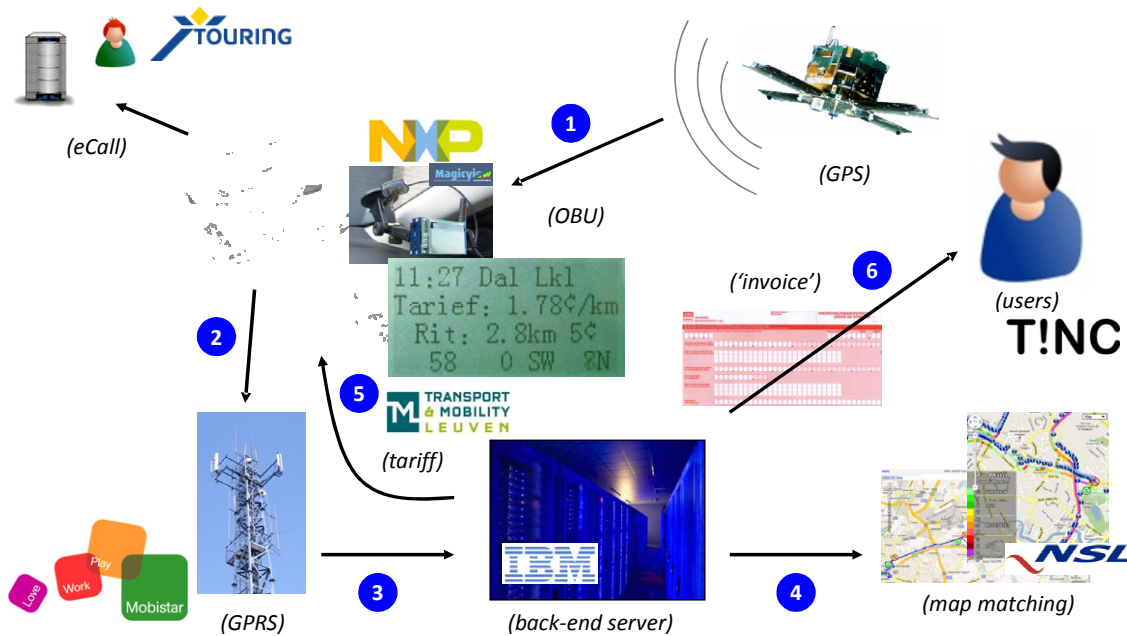 TOURING
(eCall)
1
NXP
Magicyis
(GPS)
(OBU)
11:27 Dal Lkl
Tarief: 1.78¢/km
Rit: 2.8km 5¢
58 0 SW
6
('invoice')
(users)
T!NC
2
5
TRANSPORT
& MOBILITY
LEUVEN
TML
(tariff)
Love
Work
Play
Mobistar
(GPRS)
3
IBM
(back-end server)
4
NSL
(map matching)